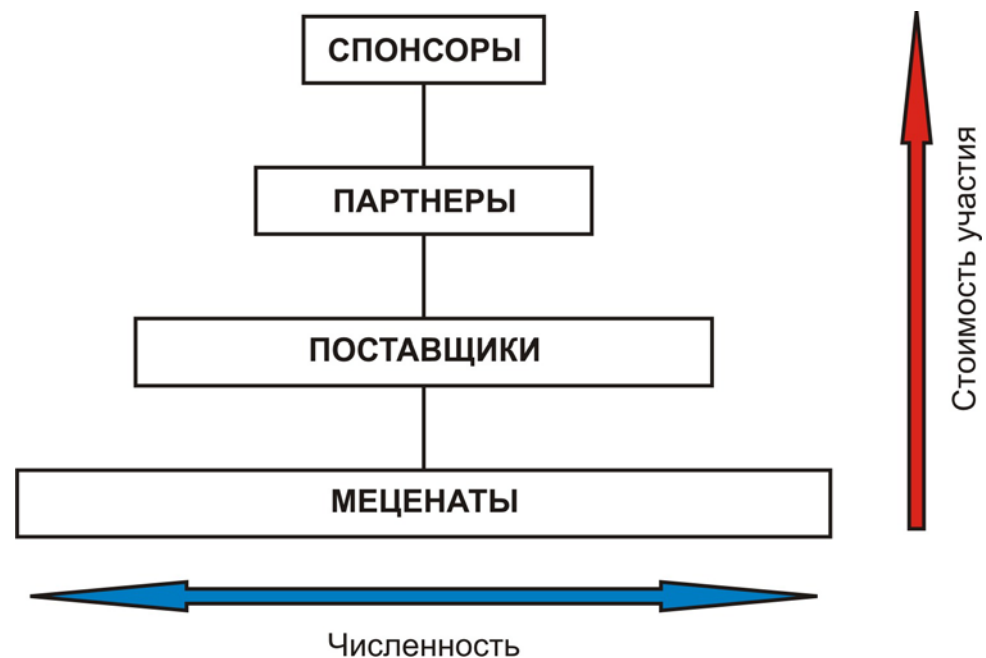 СПОНСОРЫ
ПАРТНЕРЫ
ПОСТАВЩИКИ
МЕЦЕНАТЫ
Численность
Стоимость участия